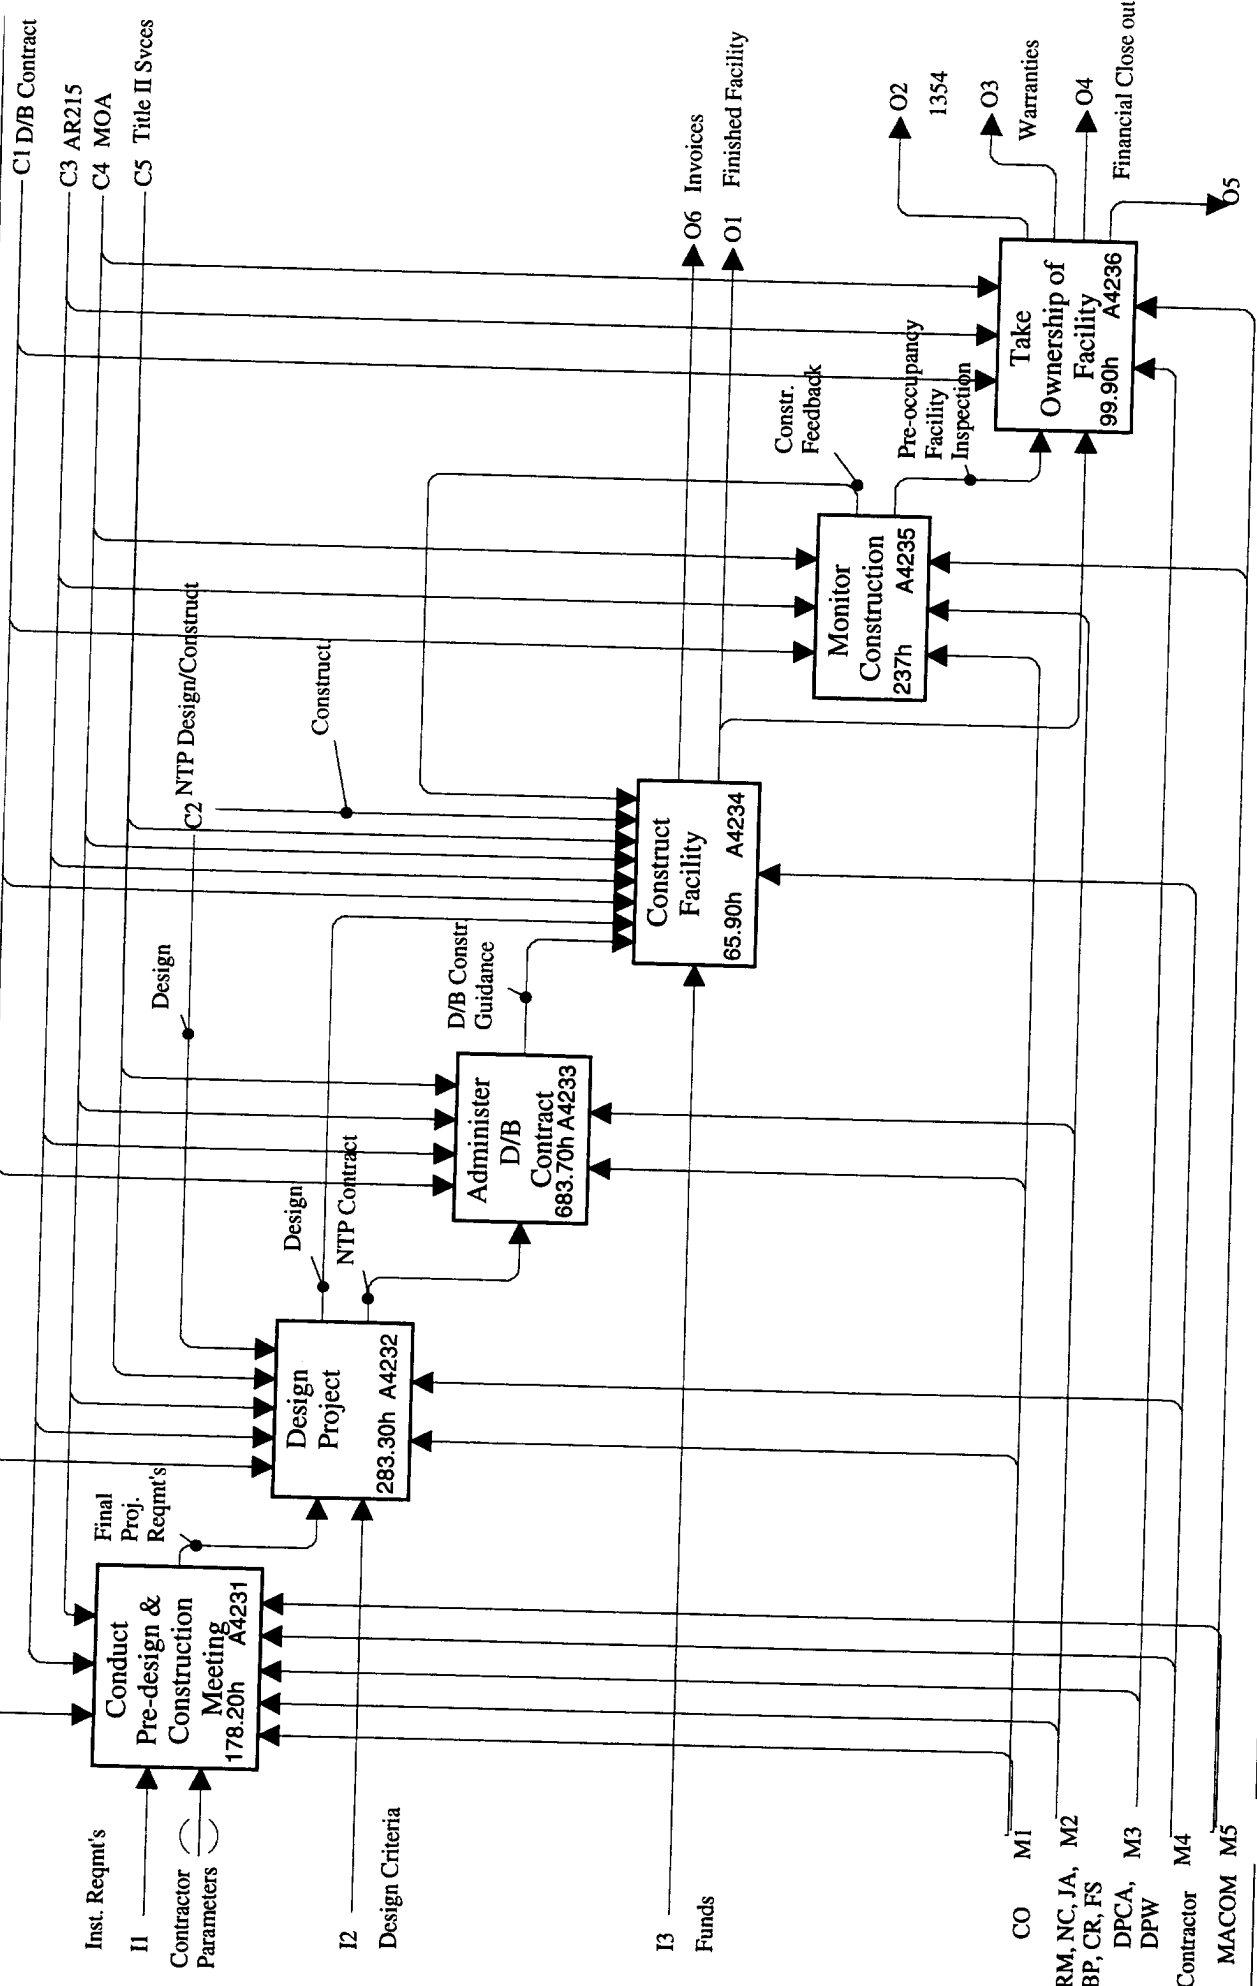 C1 D/B Contract
C3 AR215
C4 MOA
C5 Title II Svces
Inst. Reqmt's
I1
Contractor
Parameters
Conduct
Pre-design &
Construction
Meeting
178.20h A4231
Final
Proj.
Reqmt's
I2
Design Criteria
Design
Project
283.30h A4232
Design
C2 NTP Design/Construct
Design
NTP Contract
Administer
D/B
Contract
683.70h A4233
D/B Constr.
Guidance
Construct.
I3
Funds
Construct
Facility
65.90h A4234
O6 Invoices
O1 Finished Facility
Monitor
Construction
237h A4235
Constr.
Feedback
Pre-occupancy
Facility
Inspection
Take
Ownership of
Facility
99.90h A4236
O2
1354
O3
Warranties
O4
Financial Close out
O5
CO M1
RM, NC, JA, M2
BP, CR, FS
DPCA, M3
DPW
Contractor M4
MACOM M5